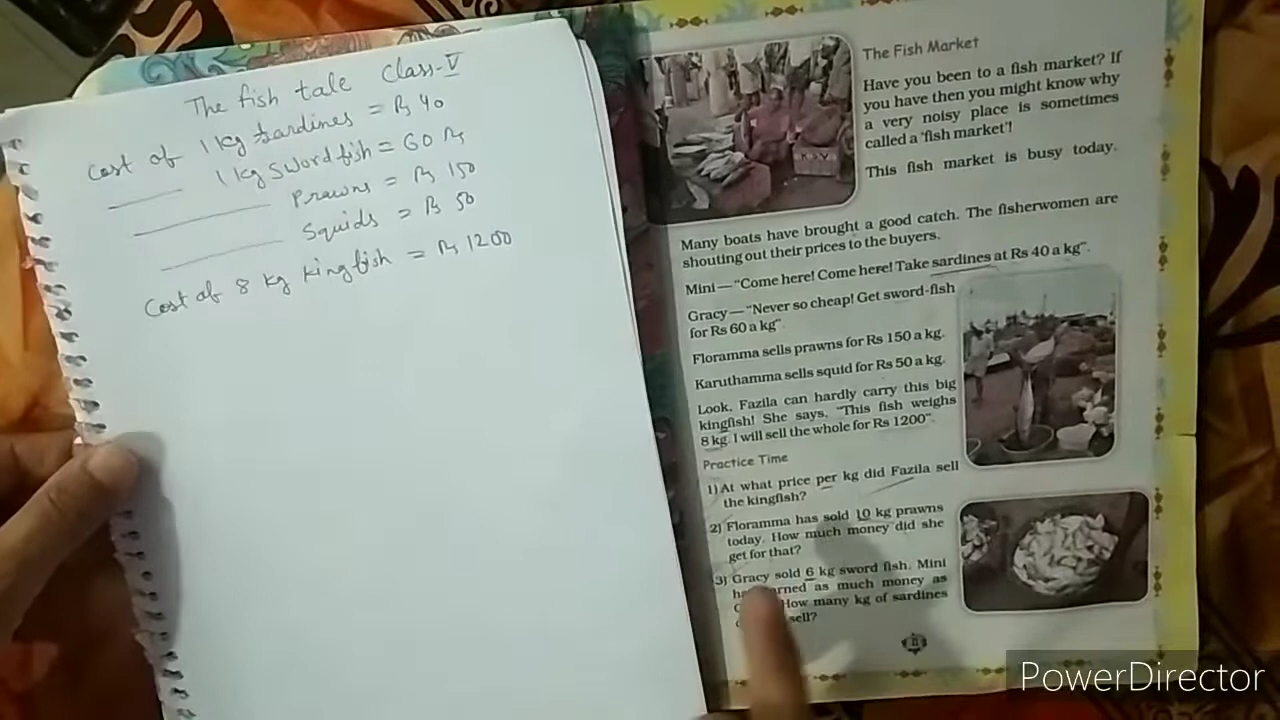 The fish tale Class-V
Cost of 1 kg sardines = Rs 40
1 kg Sword fish = 60 Rs
Prawns = Rs 150
Squids = Rs 50
Cost of 8 kg King fish = Rs 1200
The Fish Market
Have you been to a fish market? If
you have then you might know why
a very noisy place is sometimes
called a 'fish market'!
This fish market is busy today.
Many boats have brought a good catch. The fisherwomen are
shouting out their prices to the buyers.
Mini—"Come here! Come here! Take sardines at Rs 40 a kg".
Gracy—"Never so cheap! Get sword-fish
for Rs 60 a kg".
Floramma sells prawns for Rs 150 a kg.
Karuthamma sells squid for Rs 50 a kg.
Look, Fazila can hardly carry this big
kingfish! She says, "This fish weighs
8 kg. I will sell the whole for Rs 1200".
Practice Time
1) At what price per kg did Fazila sell
the kingfish?
2) Floramma has sold 10 kg prawns
today. How much money did she
get for that?
3) Gracy sold 6 kg sword fish. Mini
as much money as
How many kg of sardines
sell?
PowerDirector